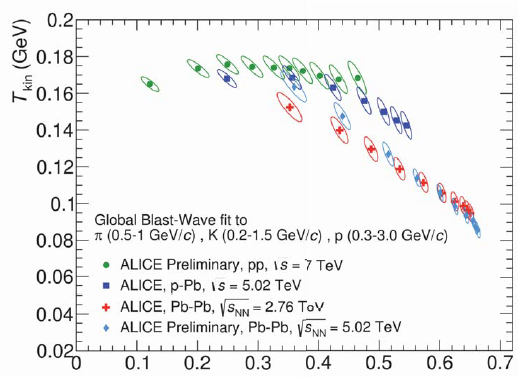 0.2
0.18
0.16
0.14
0.12
0.1
0.08
0.06
0.04
0.02
T_kin (GeV)
Global Blast-Wave fit to
π (0.5-1 GeV/c) , K (0.2-1.5 GeV/c) , p (0.3-3.0 GeV/c)
ALICE Preliminary, pp, √s = 7 TeV
ALICE, p-Pb, √s = 5.02 TeV
ALICE, Pb-Pb, √s_NN = 2.76 ToV
ALICE Preliminary, Pb-Pb, √s_NN = 5.02 TeV
0 0.1 0.2 0.3 0.4 0.5 0.6 0.7